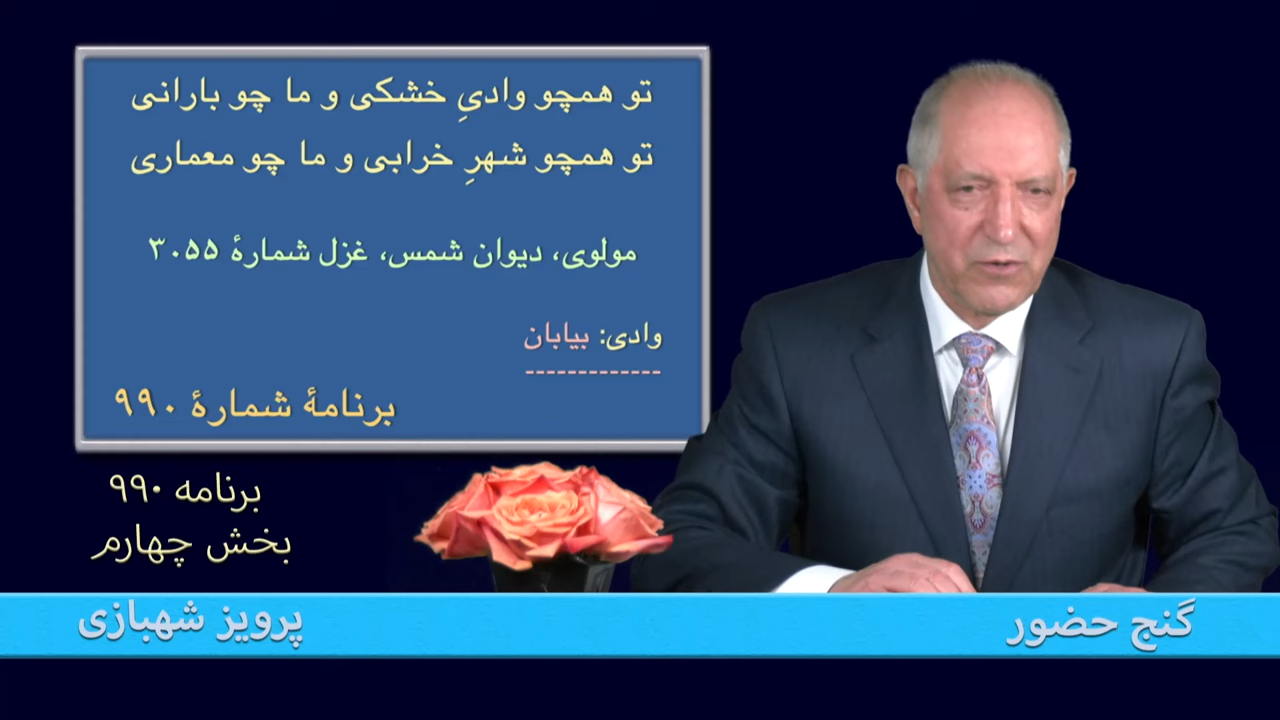 تو همچو وادیِ خشکی و ما چو بارانی
تو همچو شهرِ خرابی و ما چو معماری
مولوی، دیوان شمس، غزل شمارهٔ ۳۰۵۵
وادی: بیابان
-------------
برنامهٔ شمارهٔ ۹۹۰
برنامه ۹۹۰
بخش چهارم
گنج حضور
پرویز شهبازی